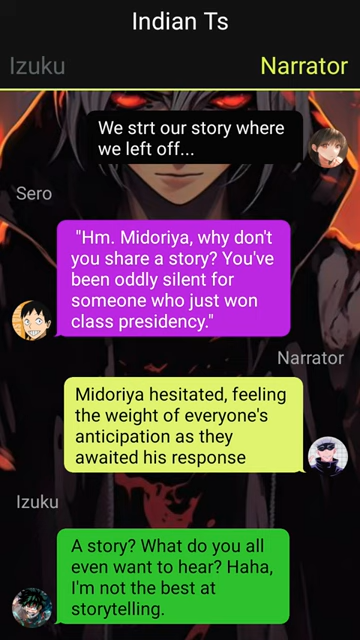 Indian Ts
Izuku
Narrator
We strt our story where
we left off...
Sero
"Hm. Midoriya, why don't
you share a story? You've
been oddly silent for
someone who just won
class presidency."
Narrator
Midoriya hesitated, feeling
the weight of everyone's
anticipation as they
awaited his response
Izuku
A story? What do you all
even want to hear? Haha,
I'm not the best at
storytelling.